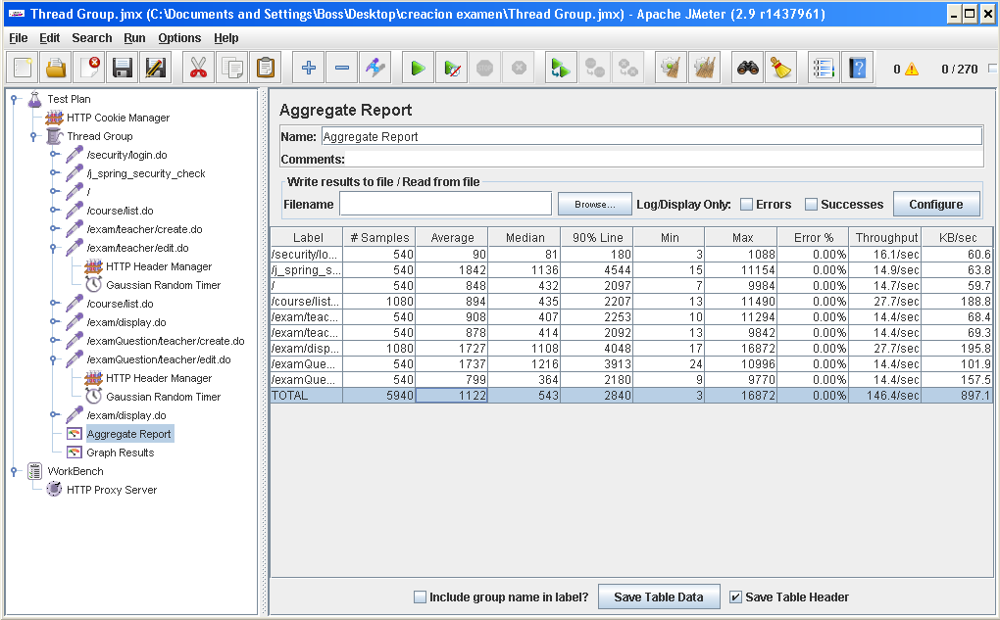 Thread Group.jmx (C:\Documents and Settings\Boss\Desktop\creacion examen\Thread Group.jmx) - Apache JMeter (2.9 r1437961)
File Edit Search Run Options Help
0 0 / 270
Test Plan
HTTP Cookie Manager
Thread Group
/security/login.do
/j_spring_security_check
/
/course/list.do
/exam/teacher/create.do
/exam/teacher/edit.do
HTTP Header Manager
Gaussian Random Timer
/course/list.do
/exam/display.do
/examQuestion/teacher/create.do
/examQuestion/teacher/edit.do
HTTP Header Manager
Gaussian Random Timer
/exam/display.do
Aggregate Report
Graph Results
WorkBench
HTTP Proxy Server
Aggregate Report
Name: Aggregate Report
Comments:
Write results to file / Read from file
Filename Browse... Log/Display Only: Errors Successes Configure
Label # Samples Average Median 90% Line Min Max Error % Throughput KB/sec
/security/lo... 540 90 81 180 3 1088 0.00% 16.1/sec 60.6
/j_spring_s... 540 1842 1136 4544 15 11154 0.00% 14.9/sec 63.8
/ 540 848 432 2097 7 9984 0.00% 14.7/sec 59.7
/course/list... 1080 894 435 2207 13 11490 0.00% 27.7/sec 188.8
/exam/teac... 540 908 407 2253 10 11294 0.00% 14.4/sec 68.4
/exam/teac... 540 878 414 2092 13 9842 0.00% 14.4/sec 69.3
/exam/disp... 1080 1727 1108 4048 17 16872 0.00% 27.7/sec 195.8
/examQue... 540 1737 1216 3913 24 10996 0.00% 14.4/sec 101.9
/examQue... 540 799 364 2180 9 9770 0.00% 14.4/sec 157.5
TOTAL 5940 1122 543 2840 3 16872 0.00% 146.4/sec 897.1
Include group name in label? Save Table Data Save Table Header